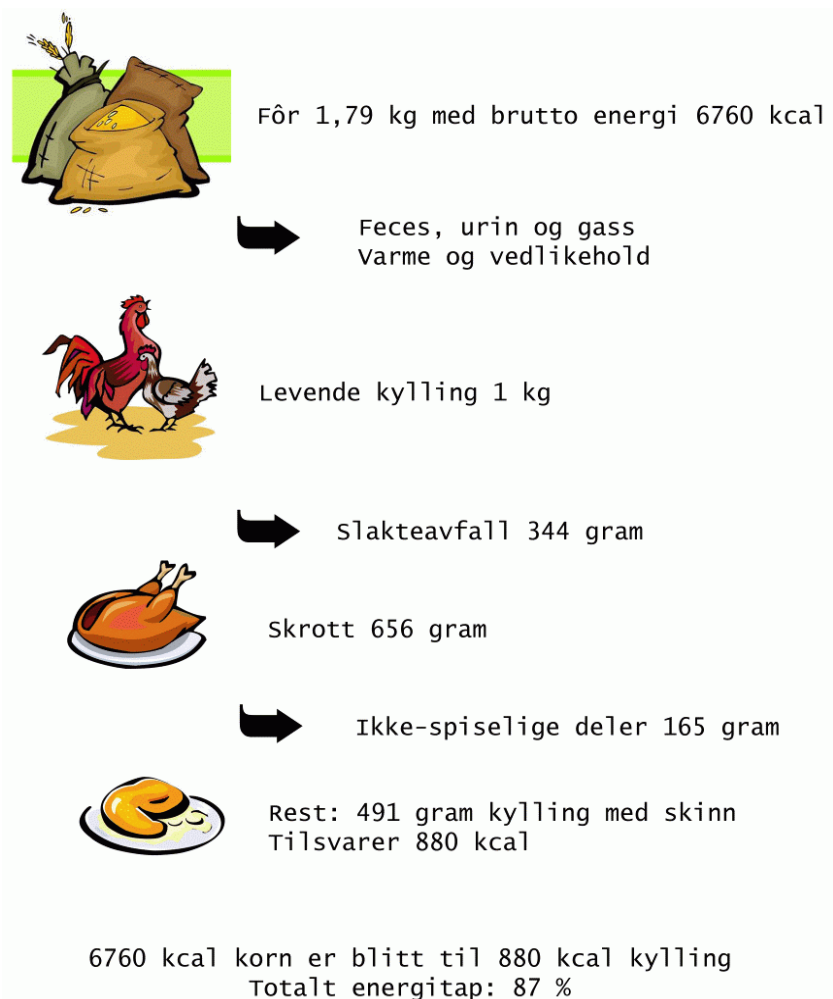 Fôr 1,79 kg med brutto energi 6760 kcal
Feces, urin og gass
Varme og vedlikehold
Levende kylling 1 kg
Slakteavfall 344 gram
Skrott 656 gram
Ikke-spiselige deler 165 gram
Rest: 491 gram kylling med skinn
Tilsvarer 880 kcal
6760 kcal korn er blitt til 880 kcal kylling
Totalt energitap: 87 %